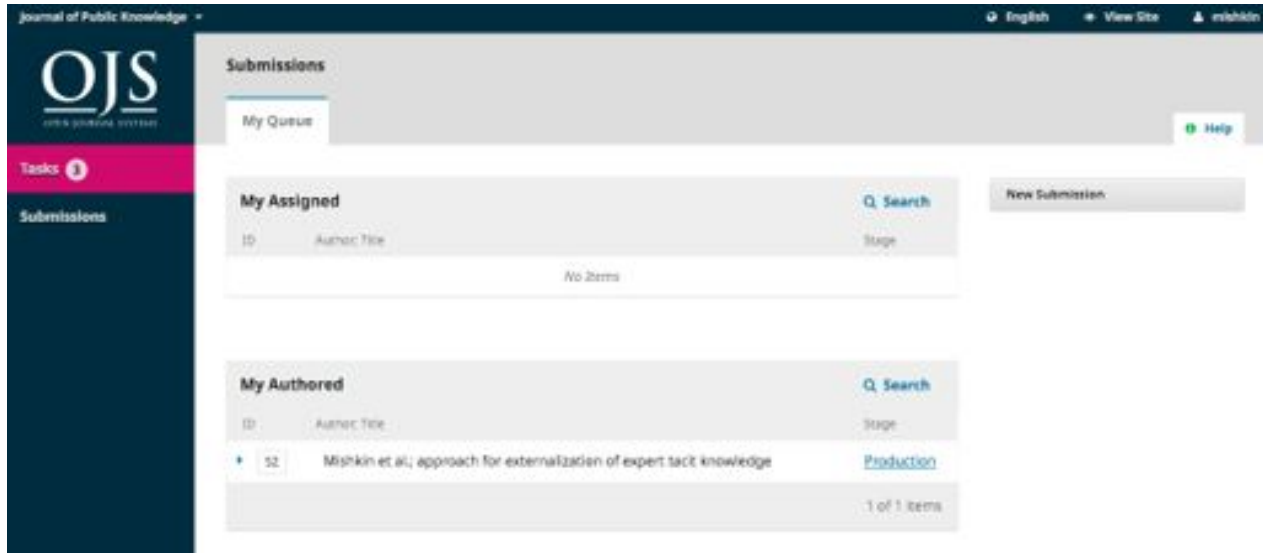 Journal of Public Knowledge
English View Site mishkin
OJS
OPEN JOURNAL SYSTEMS
Submissions
My Queue
Help
Tasks 3
Submissions
My Assigned Search
ID Author; Title Stage
No Items
New Submission
My Authored Search
ID Author; Title Stage
52 Mishkin et al.; approach for externalization of expert tacit knowledge Production
1 of 1 items